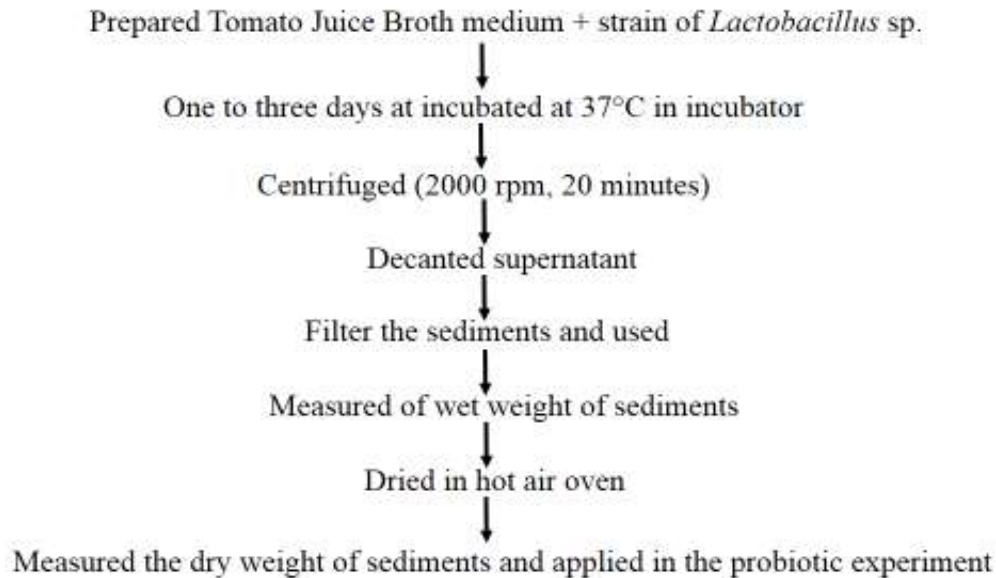 Prepared Tomato Juice Broth medium + strain of Lactobacillus sp.
One to three days at incubated at 37°C in incubator
Centrifuged (2000 rpm, 20 minutes)
Decanted supernatant
Filter the sediments and used
Measured of wet weight of sediments
Dried in hot air oven
Measured the dry weight of sediments and applied in the probiotic experiment